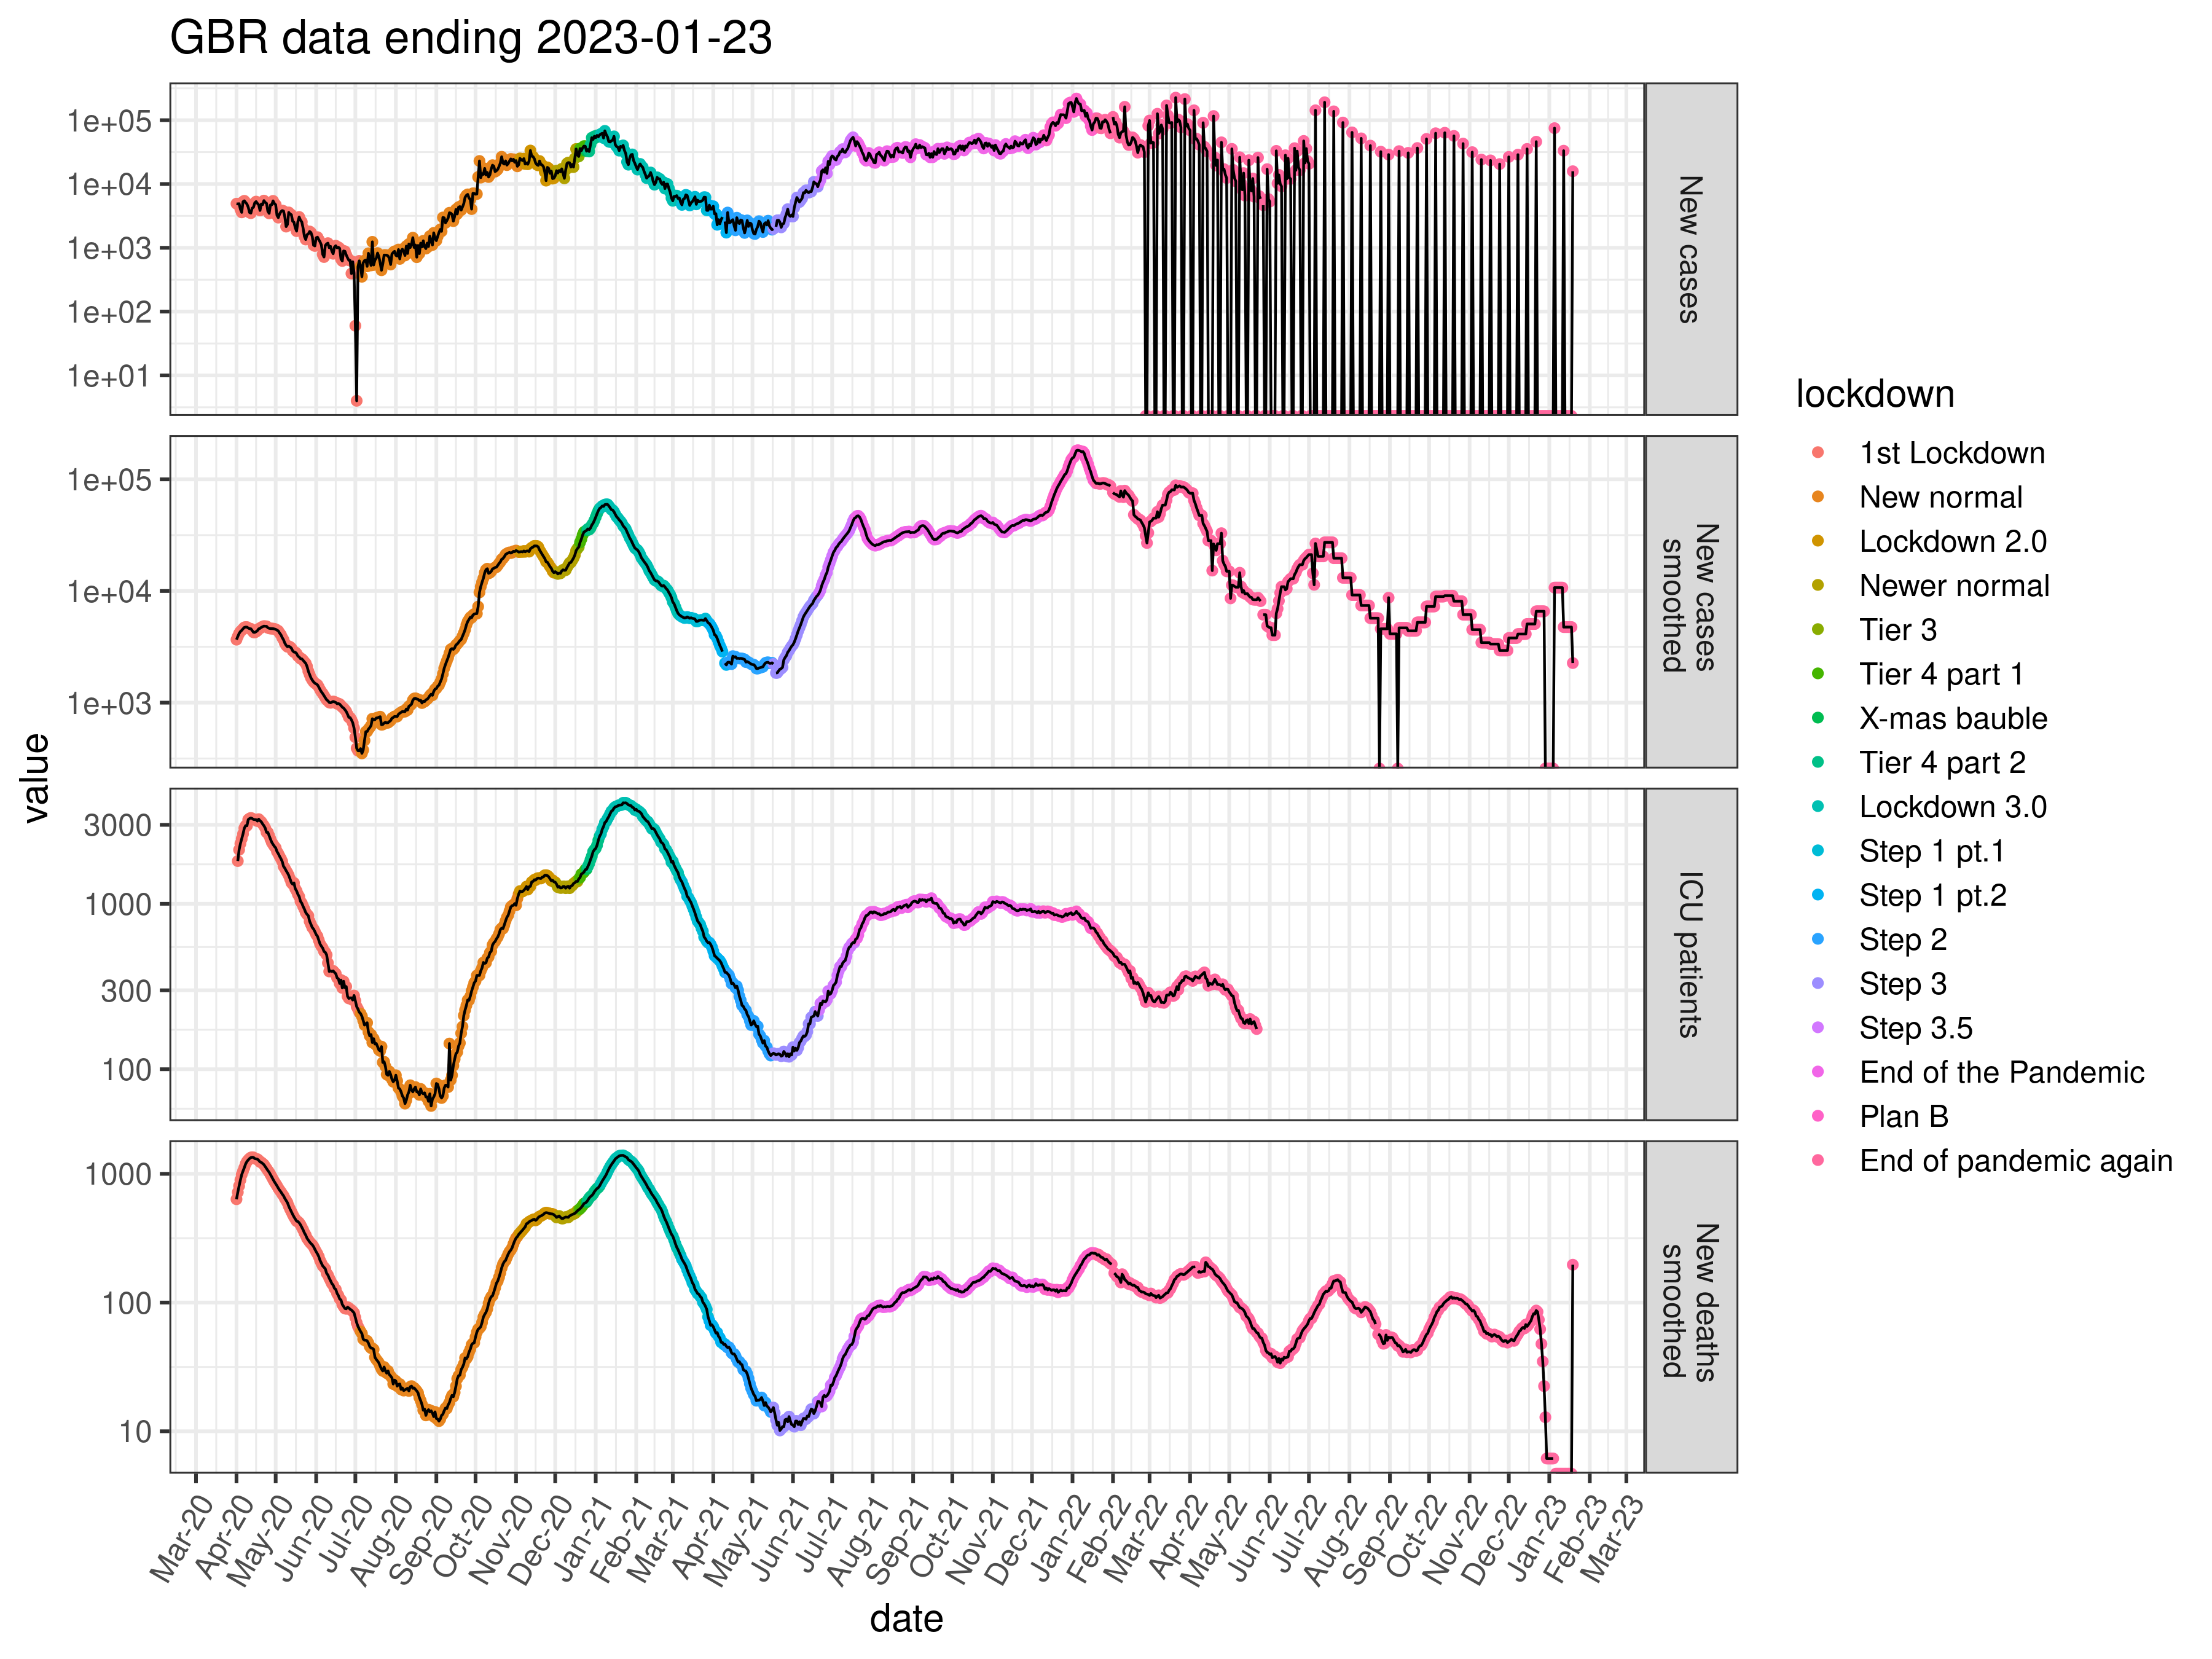 GBR data ending 2023-01-23
1e+05
1e+04
1e+03
1e+02
1e+01
New cases
1e+05
1e+04
1e+03
New cases
smoothed
3000
1000
300
100
ICU patients
1000
100
10
New deaths
smoothed
value
Mar-20
Apr-20
May-20
Jun-20
Jul-20
Aug-20
Sep-20
Oct-20
Nov-20
Dec-20
Jan-21
Feb-21
Mar-21
Apr-21
May-21
Jun-21
Jul-21
Aug-21
Sep-21
Oct-21
Nov-21
Dec-21
Jan-22
Feb-22
Mar-22
Apr-22
May-22
Jun-22
Jul-22
Aug-22
Sep-22
Oct-22
Nov-22
Dec-22
Jan-23
Feb-23
Mar-23
date
lockdown
1st Lockdown
New normal
Lockdown 2.0
Newer normal
Tier 3
Tier 4 part 1
X-mas bauble
Tier 4 part 2
Lockdown 3.0
Step 1 pt.1
Step 1 pt.2
Step 2
Step 3
Step 3.5
End of the Pandemic
Plan B
End of pandemic again